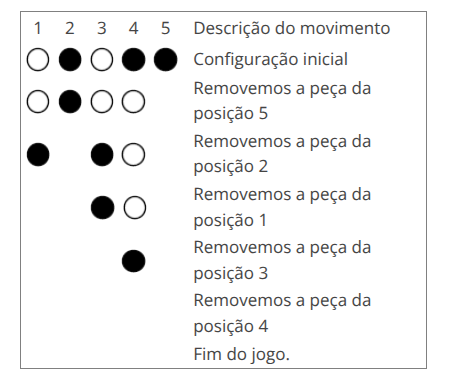 1 2 3 4 5 Descrição do movimento
Configuração inicial
Removemos a peça da
posição 5
Removemos a peça da
posição 2
Removemos a peça da
posição 1
Removemos a peça da
posição 3
Removemos a peça da
posição 4
Fim do jogo.